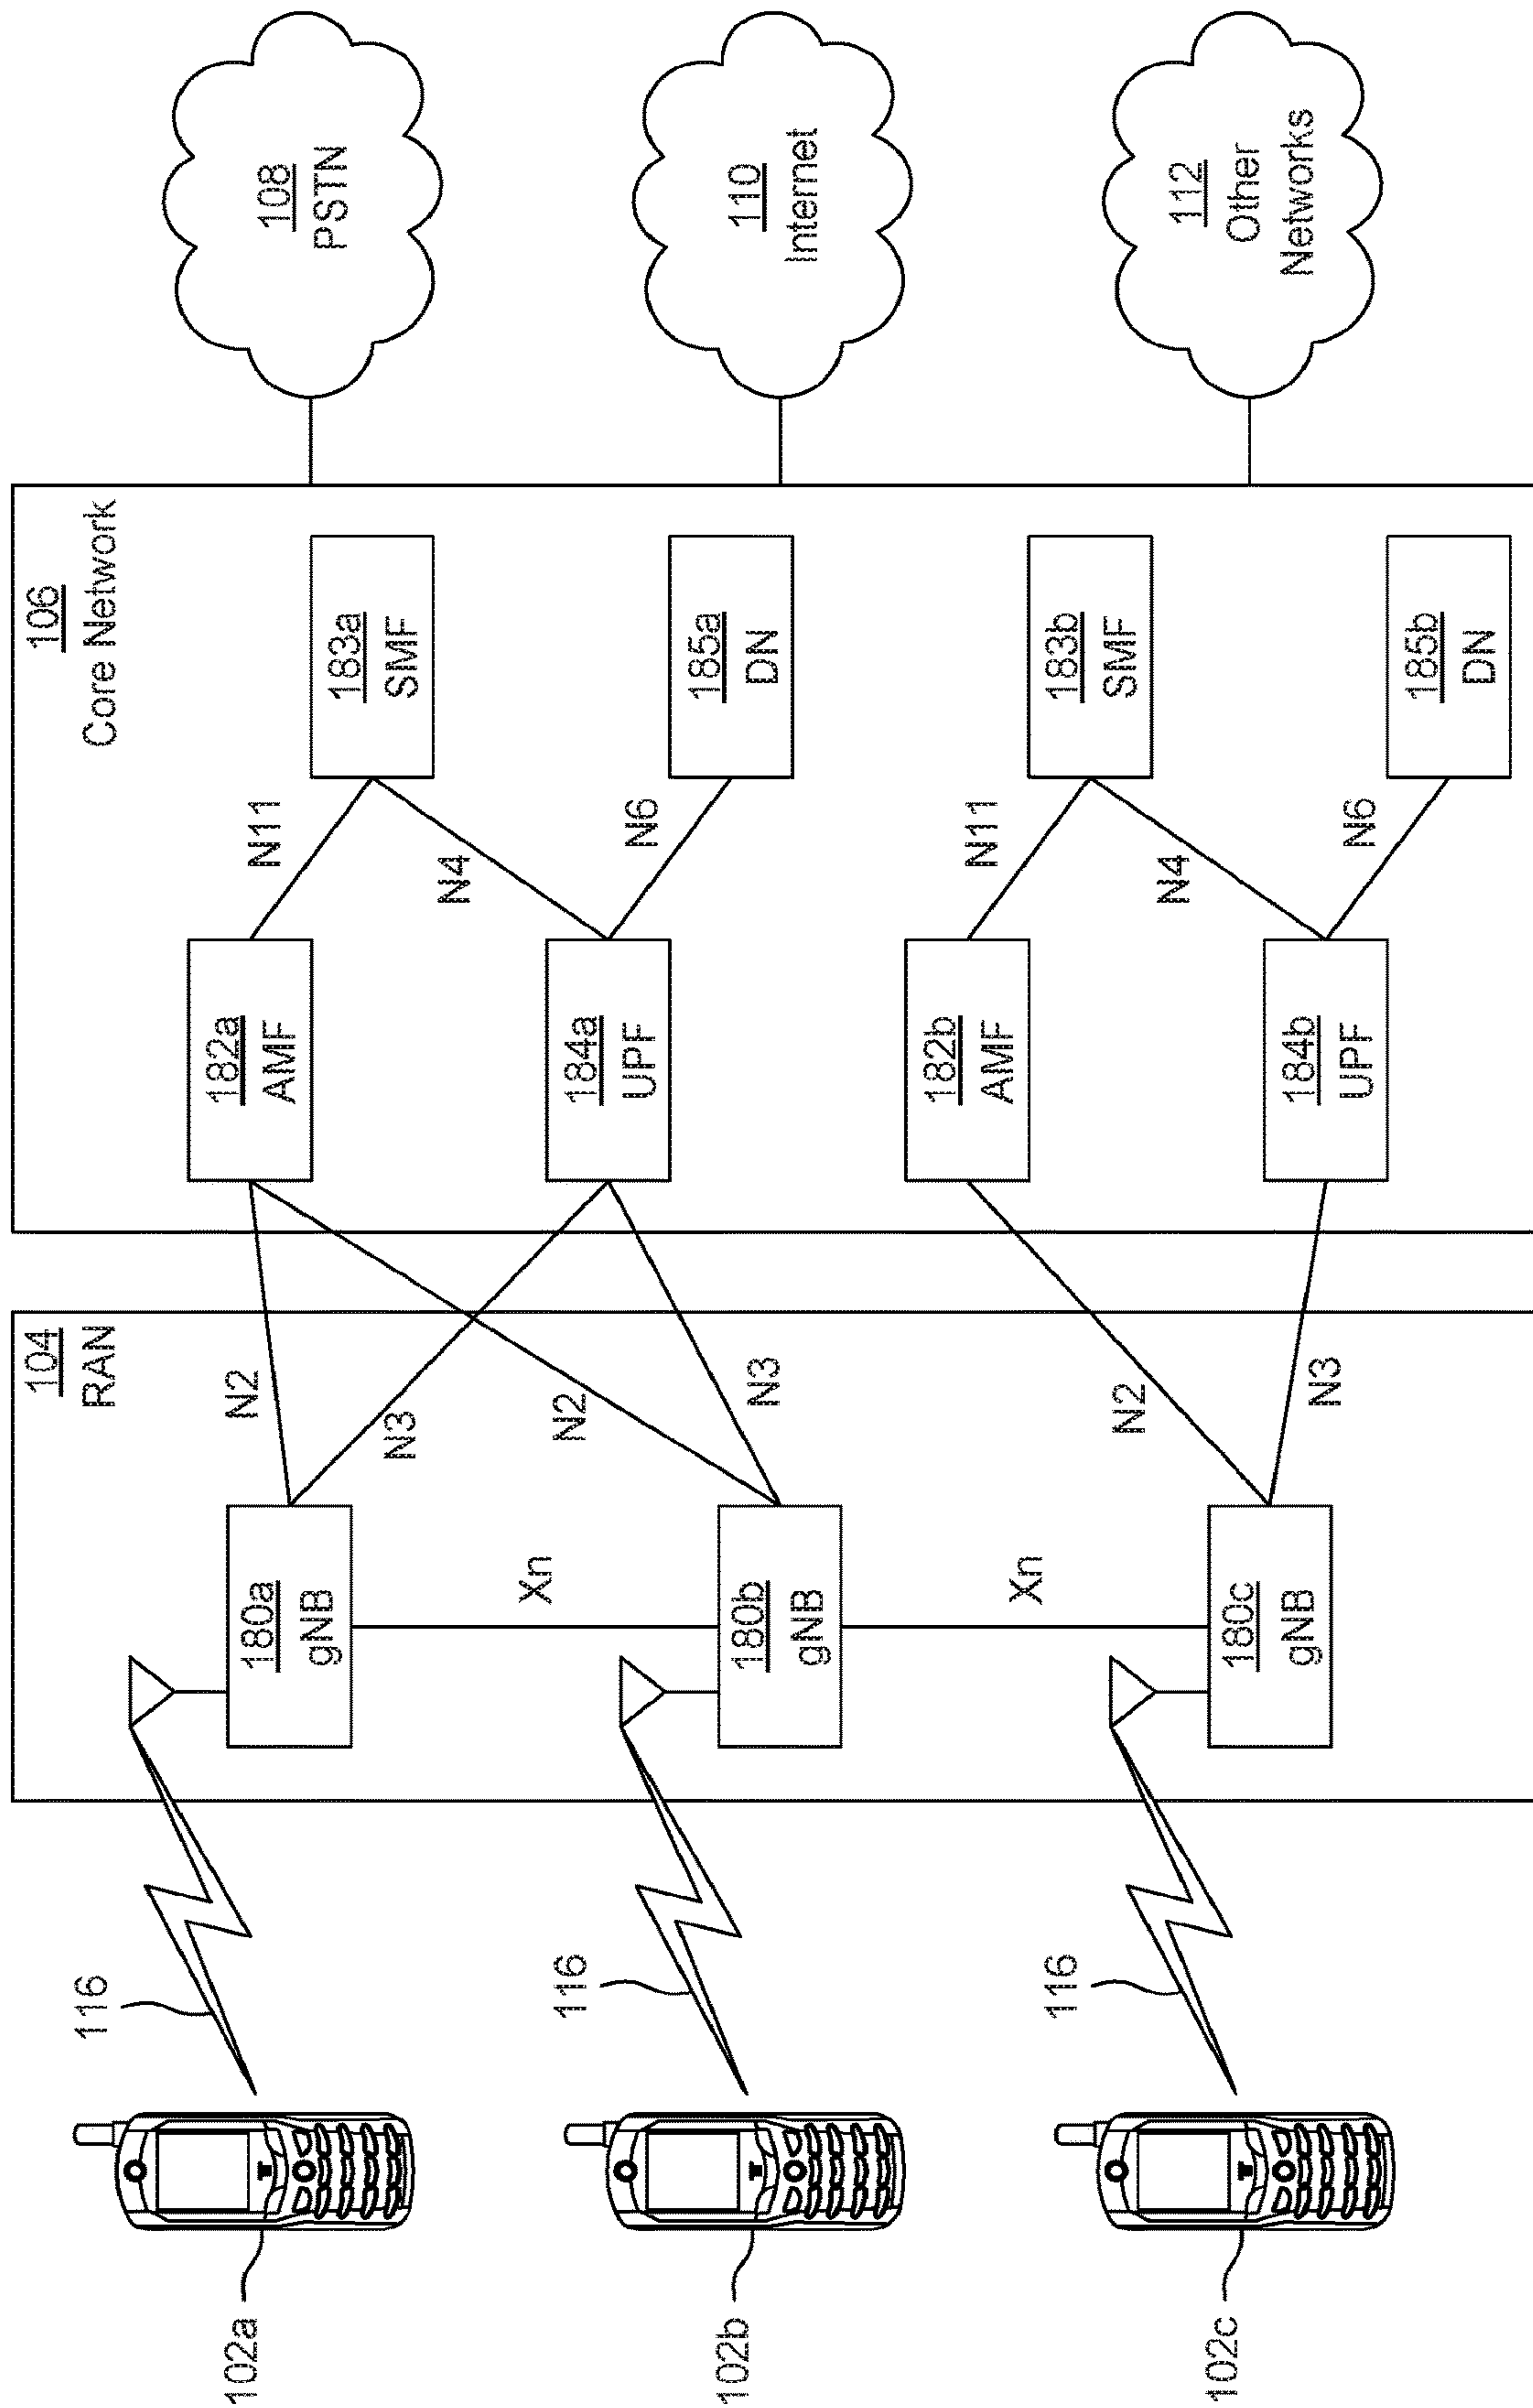 102a
116
104
RAN
180a
gNB
N2
N3
106
Core Network
182a
AMF
N11
183a
SMF
108
PSTN
Xn
N2
N4
102b
116
180b
gNB
N3
184a
UPF
N6
185a
DN
110
Internet
Xn
N2
182b
AMF
N11
183b
SMF
N4
102c
116
180c
gNB
N3
184b
UPF
N6
185b
DN
112
Other
Networks